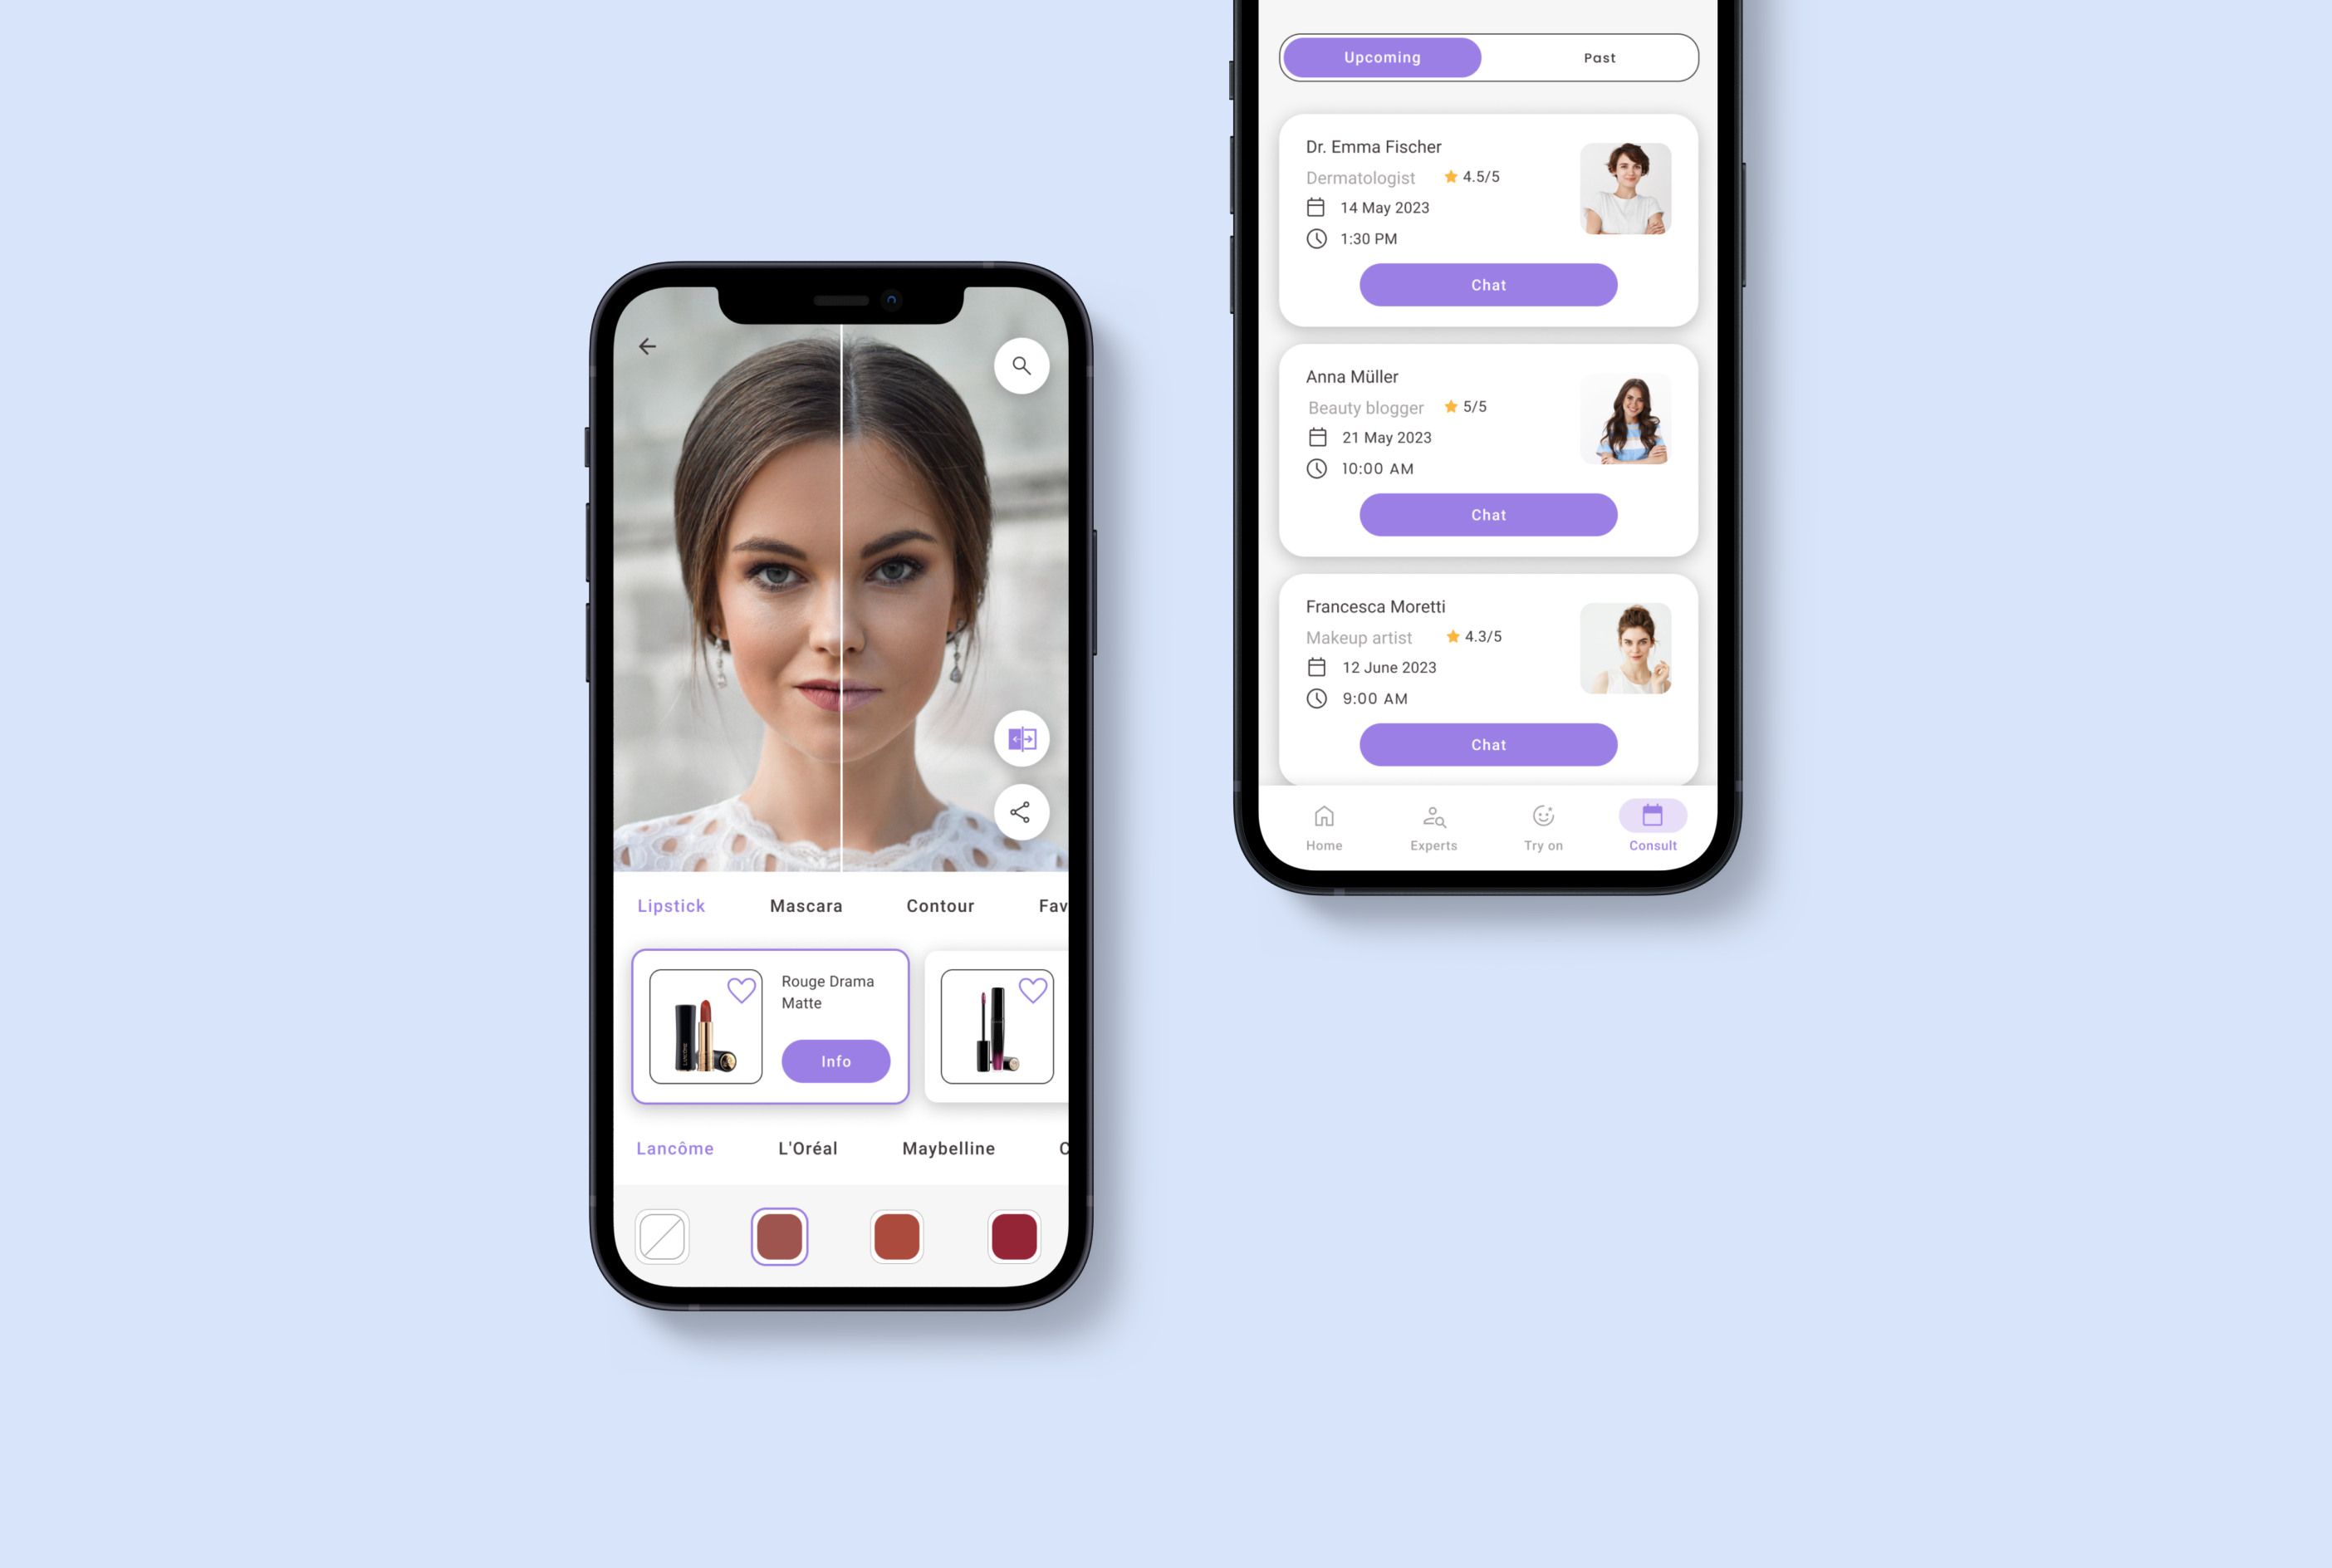 Lipstick Mascara Contour Fav
Rouge Drama
Matte
Info
LANCÔME
Lancôme L'Oréal Maybelline C
Upcoming Past
Dr. Emma Fischer
Dermatologist 4.5/5
14 May 2023
1:30 PM
Chat
Anna Müller
Beauty blogger 5/5
21 May 2023
10:00 AM
Chat
Francesca Moretti
Makeup artist 4.3/5
12 June 2023
9:00 AM
Chat
Home Experts Try on Consult